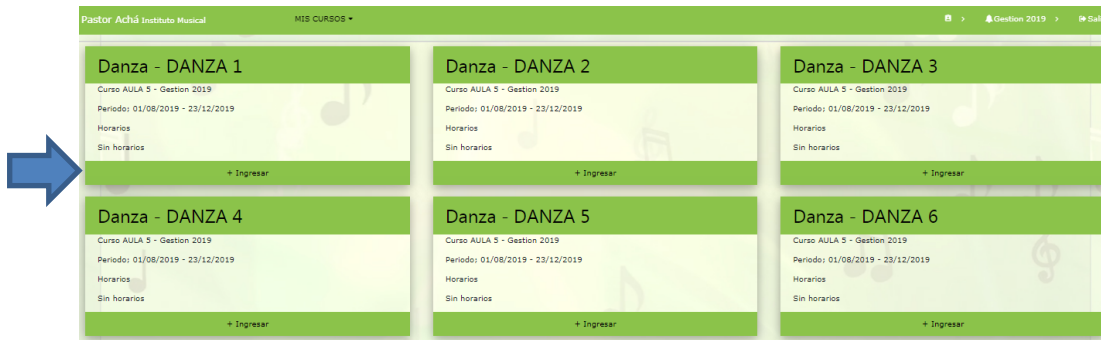 Pastor Achá Instituto Musical MIS CURSOS Gestion 2019 Sali
Danza - DANZA 1
Curso AULA 5 - Gestion 2019
Periodo: 01/08/2019 - 23/12/2019
Horarios
Sin horarios
+ Ingresar
Danza - DANZA 2
Curso AULA 5 - Gestion 2019
Periodo: 01/08/2019 - 23/12/2019
Horarios
Sin horarios
+ Ingresar
Danza - DANZA 3
Curso AULA 5 - Gestion 2019
Periodo: 01/08/2019 - 23/12/2019
Horarios
Sin horarios
+ Ingresar
Danza - DANZA 4
Curso AULA 5 - Gestion 2019
Periodo: 01/08/2019 - 23/12/2019
Horarios
Sin horarios
+ Ingresar
Danza - DANZA 5
Curso AULA 5 - Gestion 2019
Periodo: 01/08/2019 - 23/12/2019
Horarios
Sin horarios
+ Ingresar
Danza - DANZA 6
Curso AULA 5 - Gestion 2019
Periodo: 01/08/2019 - 23/12/2019
Horarios
Sin horarios
+ Ingresar